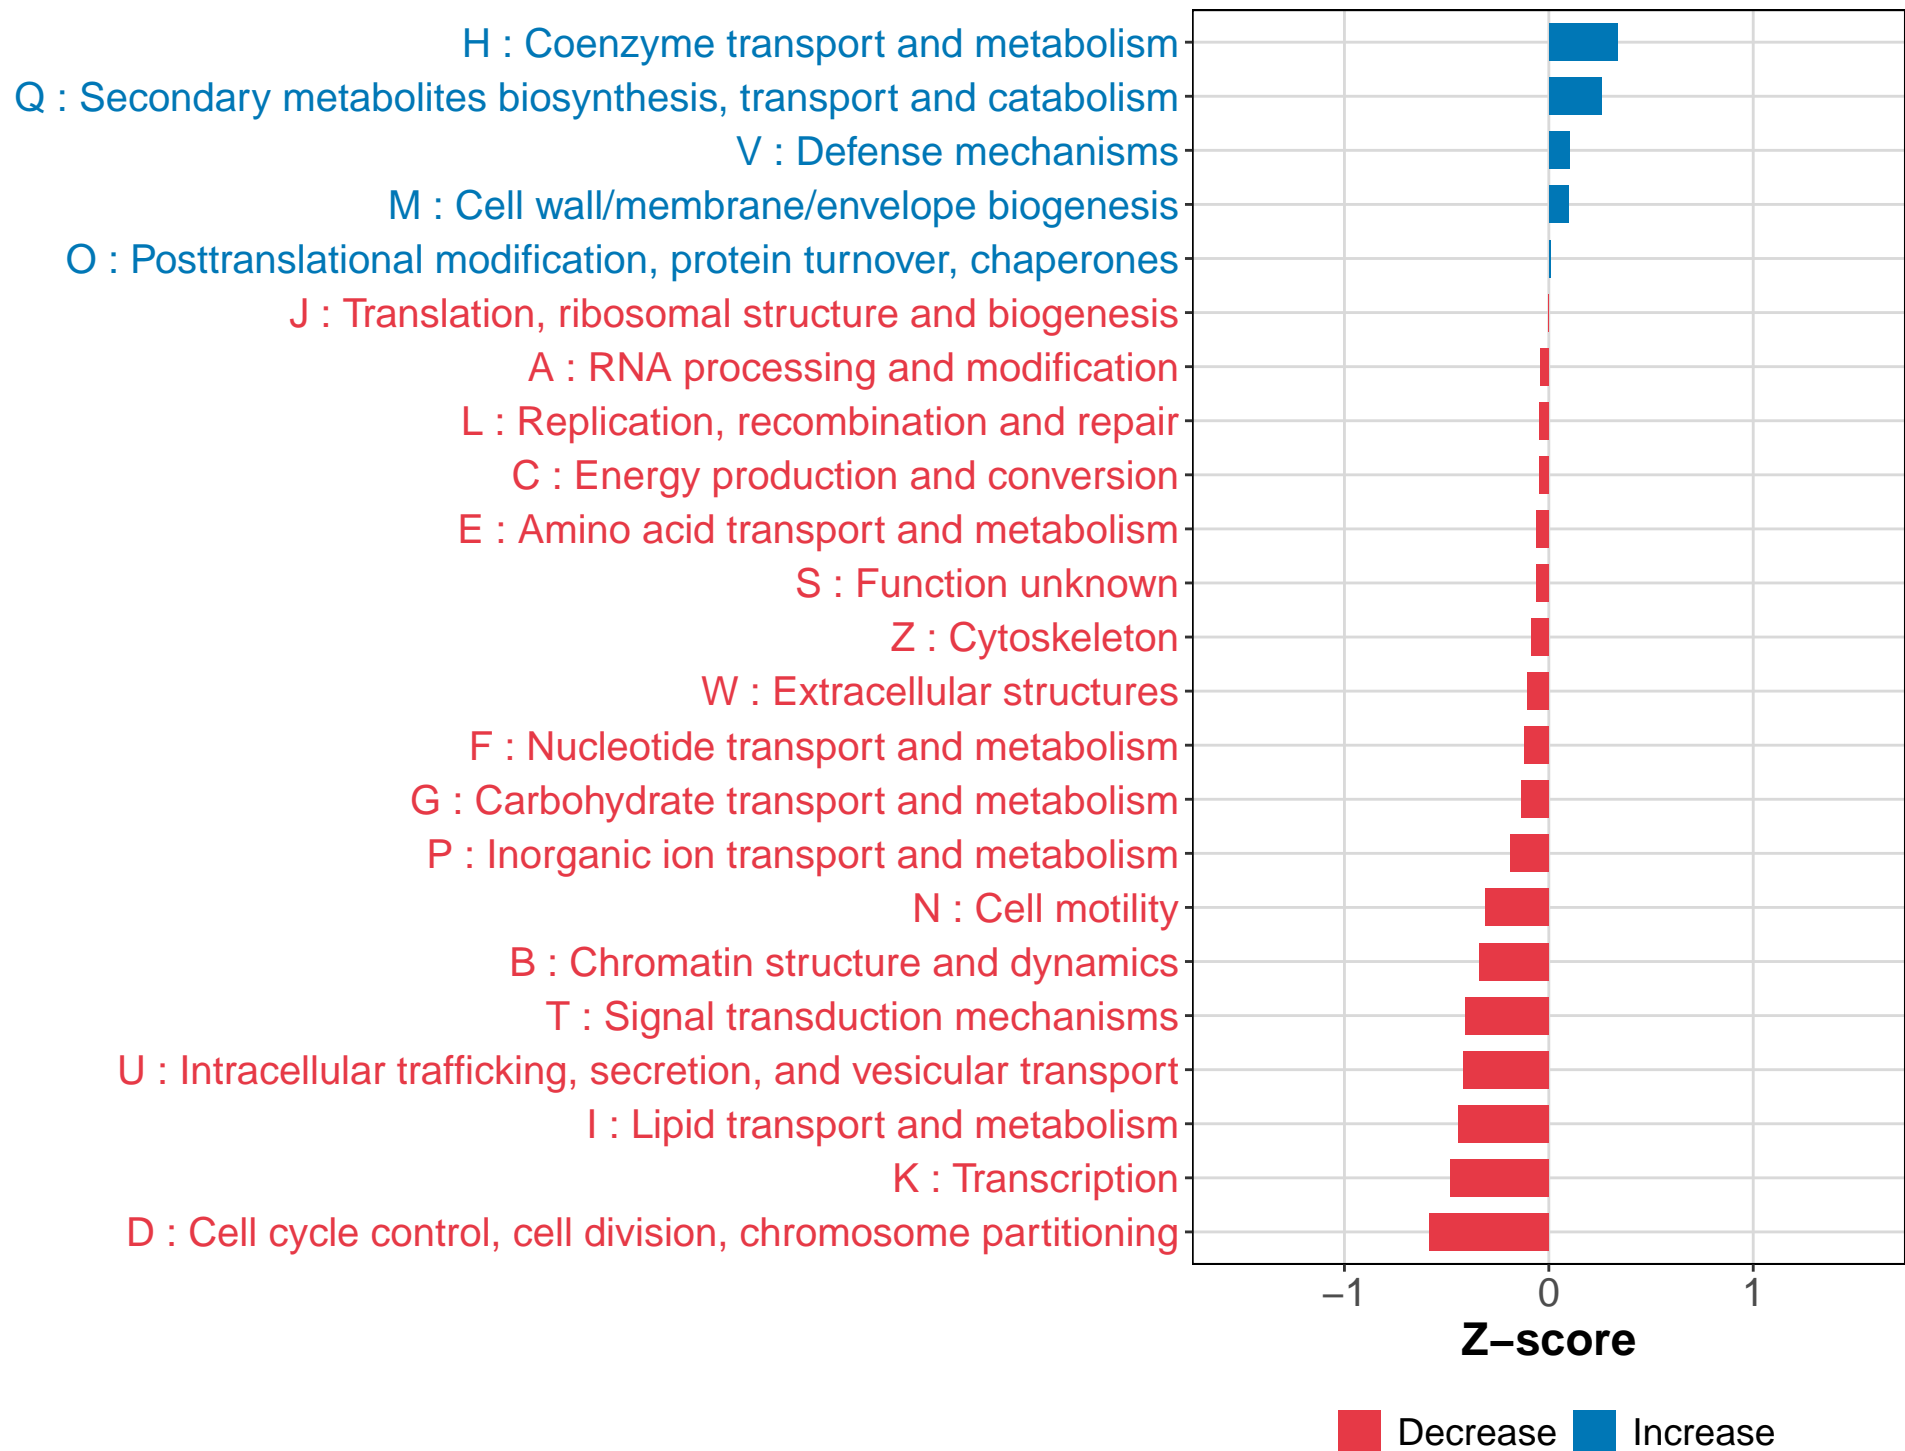 H : Coenzyme transport and metabolism
Q : Secondary metabolites biosynthesis, transport and catabolism
V : Defense mechanisms
M : Cell wall/membrane/envelope biogenesis
O : Posttranslational modification, protein turnover, chaperones
J : Translation, ribosomal structure and biogenesis
A : RNA processing and modification
L : Replication, recombination and repair
C : Energy production and conversion
E : Amino acid transport and metabolism
S : Function unknown
Z : Cytoskeleton
W : Extracellular structures
F : Nucleotide transport and metabolism
G : Carbohydrate transport and metabolism
P : Inorganic ion transport and metabolism
N : Cell motility
B : Chromatin structure and dynamics
T : Signal transduction mechanisms
U : Intracellular trafficking, secretion, and vesicular transport
I : Lipid transport and metabolism
K : Transcription
D : Cell cycle control, cell division, chromosome partitioning
−1 0 1
Z−score
Decrease Increase